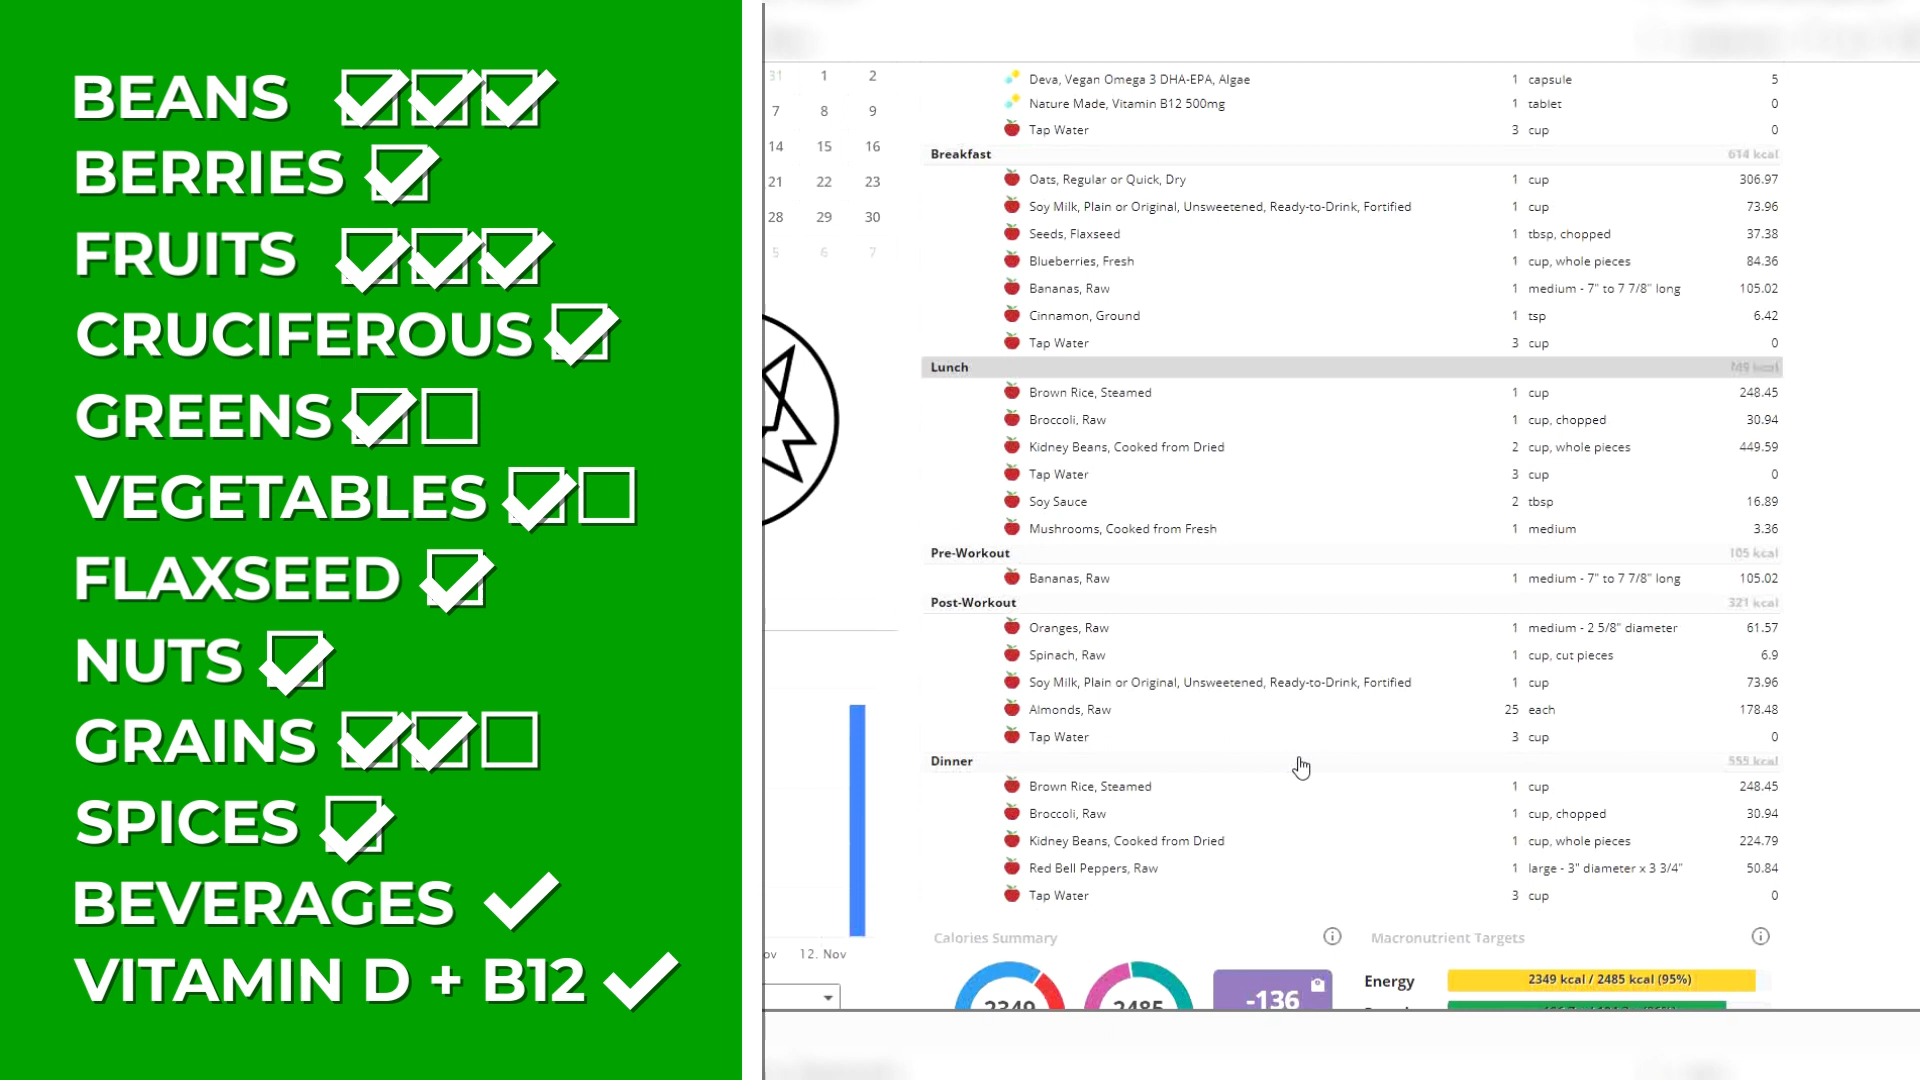 BEANS
BERRIES
FRUITS
CRUCIFEROUS
GREENS
VEGETABLES
FLAXSEED
NUTS
GRAINS
SPICES
BEVERAGES
VITAMIN D + B12
31 1 2
7 8 9
14 15 16
21 22 23
28 29 30
5 6 7
ov 12. Nov
Deva, Vegan Omega 3 DHA-EPA, Algae 1 capsule 5
Nature Made, Vitamin B12 500mg 1 tablet 0
Tap Water 3 cup 0
Breakfast 614 kcal
Oats, Regular or Quick, Dry 1 cup 306.97
Soy Milk, Plain or Original, Unsweetened, Ready-to-Drink, Fortified 1 cup 73.96
Seeds, Flaxseed 1 tbsp, chopped 37.38
Blueberries, Fresh 1 cup, whole pieces 84.36
Bananas, Raw 1 medium - 7" to 7 7/8" long 105.02
Cinnamon, Ground 1 tsp 6.42
Tap Water 3 cup 0
Lunch 749 kcal
Brown Rice, Steamed 1 cup 248.45
Broccoli, Raw 1 cup, chopped 30.94
Kidney Beans, Cooked from Dried 2 cup, whole pieces 449.59
Tap Water 3 cup 0
Soy Sauce 2 tbsp 16.89
Mushrooms, Cooked from Fresh 1 medium 3.36
Pre-Workout 105 kcal
Bananas, Raw 1 medium - 7" to 7 7/8" long 105.02
Post-Workout 321 kcal
Oranges, Raw 1 medium - 2 5/8" diameter 61.57
Spinach, Raw 1 cup, cut pieces 6.9
Soy Milk, Plain or Original, Unsweetened, Ready-to-Drink, Fortified 1 cup 73.96
Almonds, Raw 25 each 178.48
Tap Water 3 cup 0
Dinner 555 kcal
Brown Rice, Steamed 1 cup 248.45
Broccoli, Raw 1 cup, chopped 30.94
Kidney Beans, Cooked from Dried 1 cup, whole pieces 224.79
Red Bell Peppers, Raw 1 large - 3" diameter x 3 3/4" 50.84
Tap Water 3 cup 0
Calories Summary
Macronutrient Targets
2349 2485 -136
Energy 2349 kcal / 2485 kcal (95%)